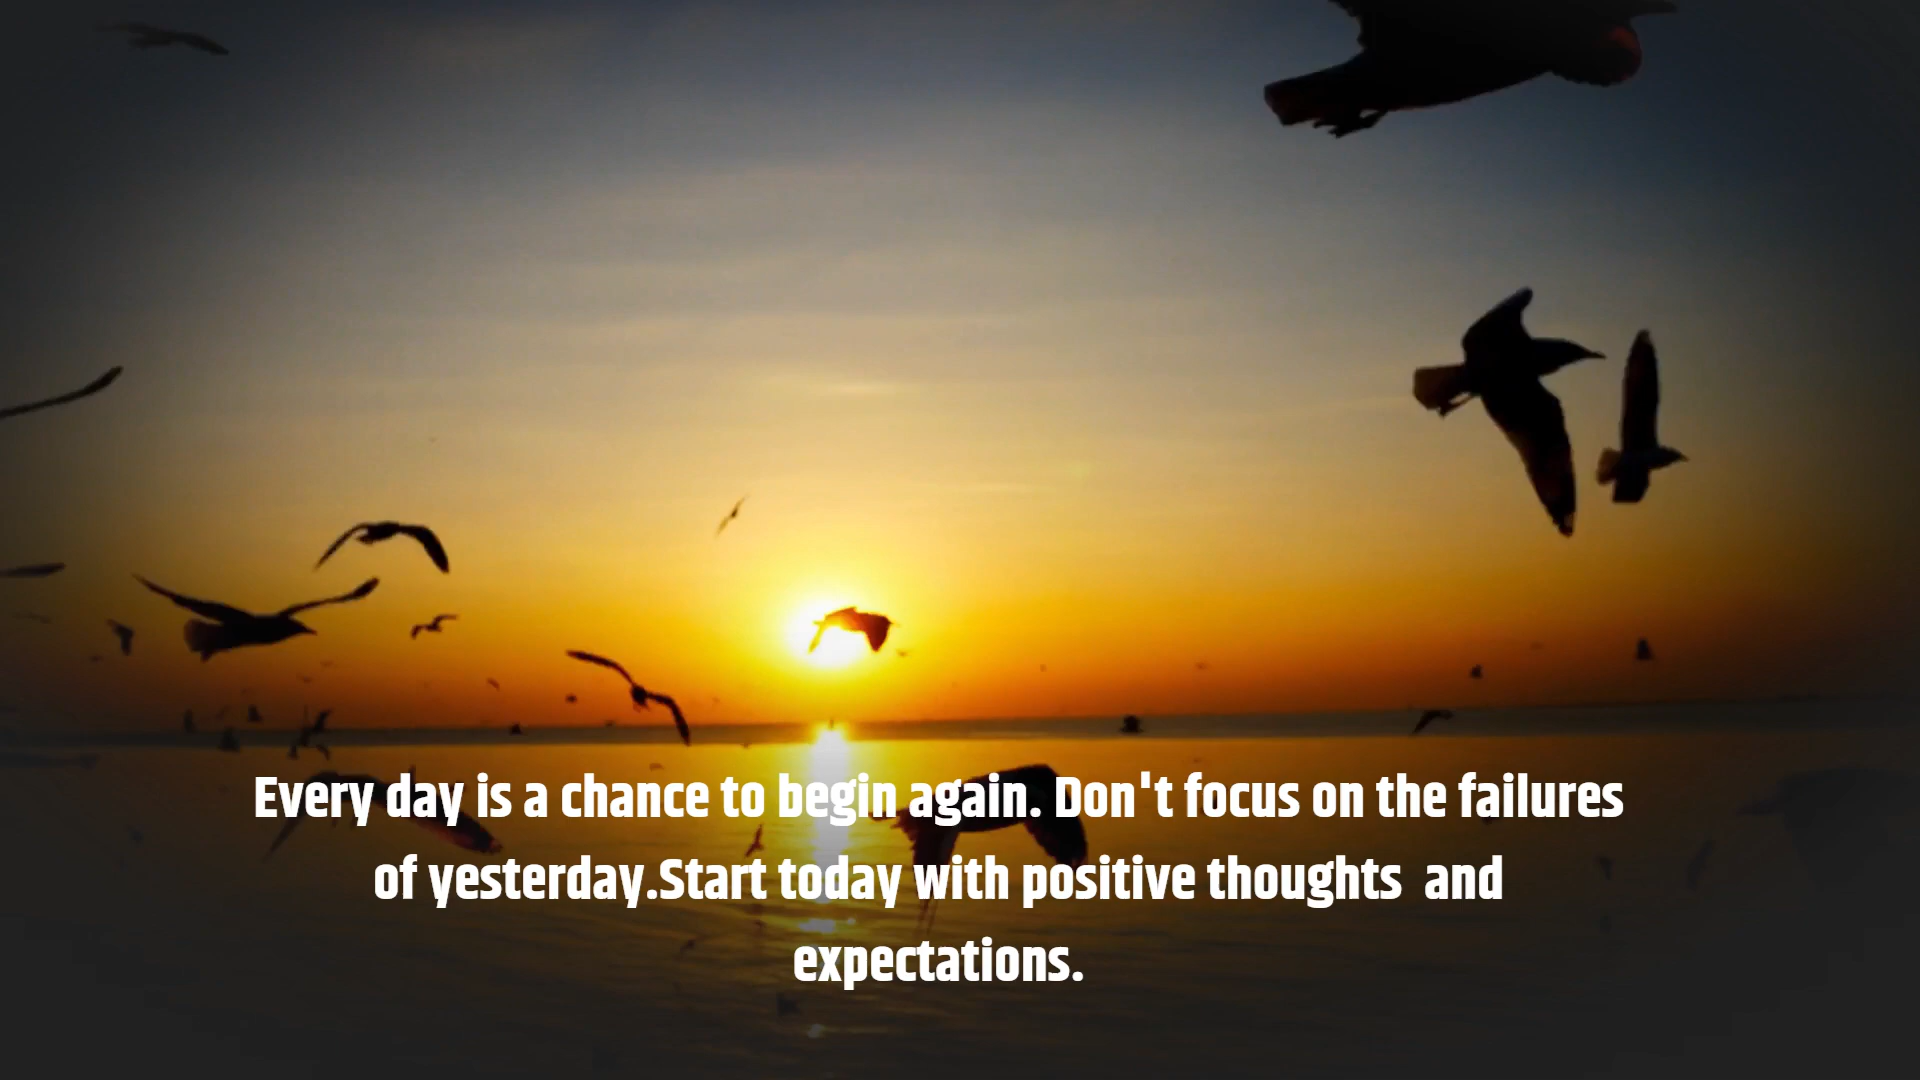 Every day is a chance to begin again. Don't focus on the failures
of yesterday.Start today with positive thoughts  and
expectations.